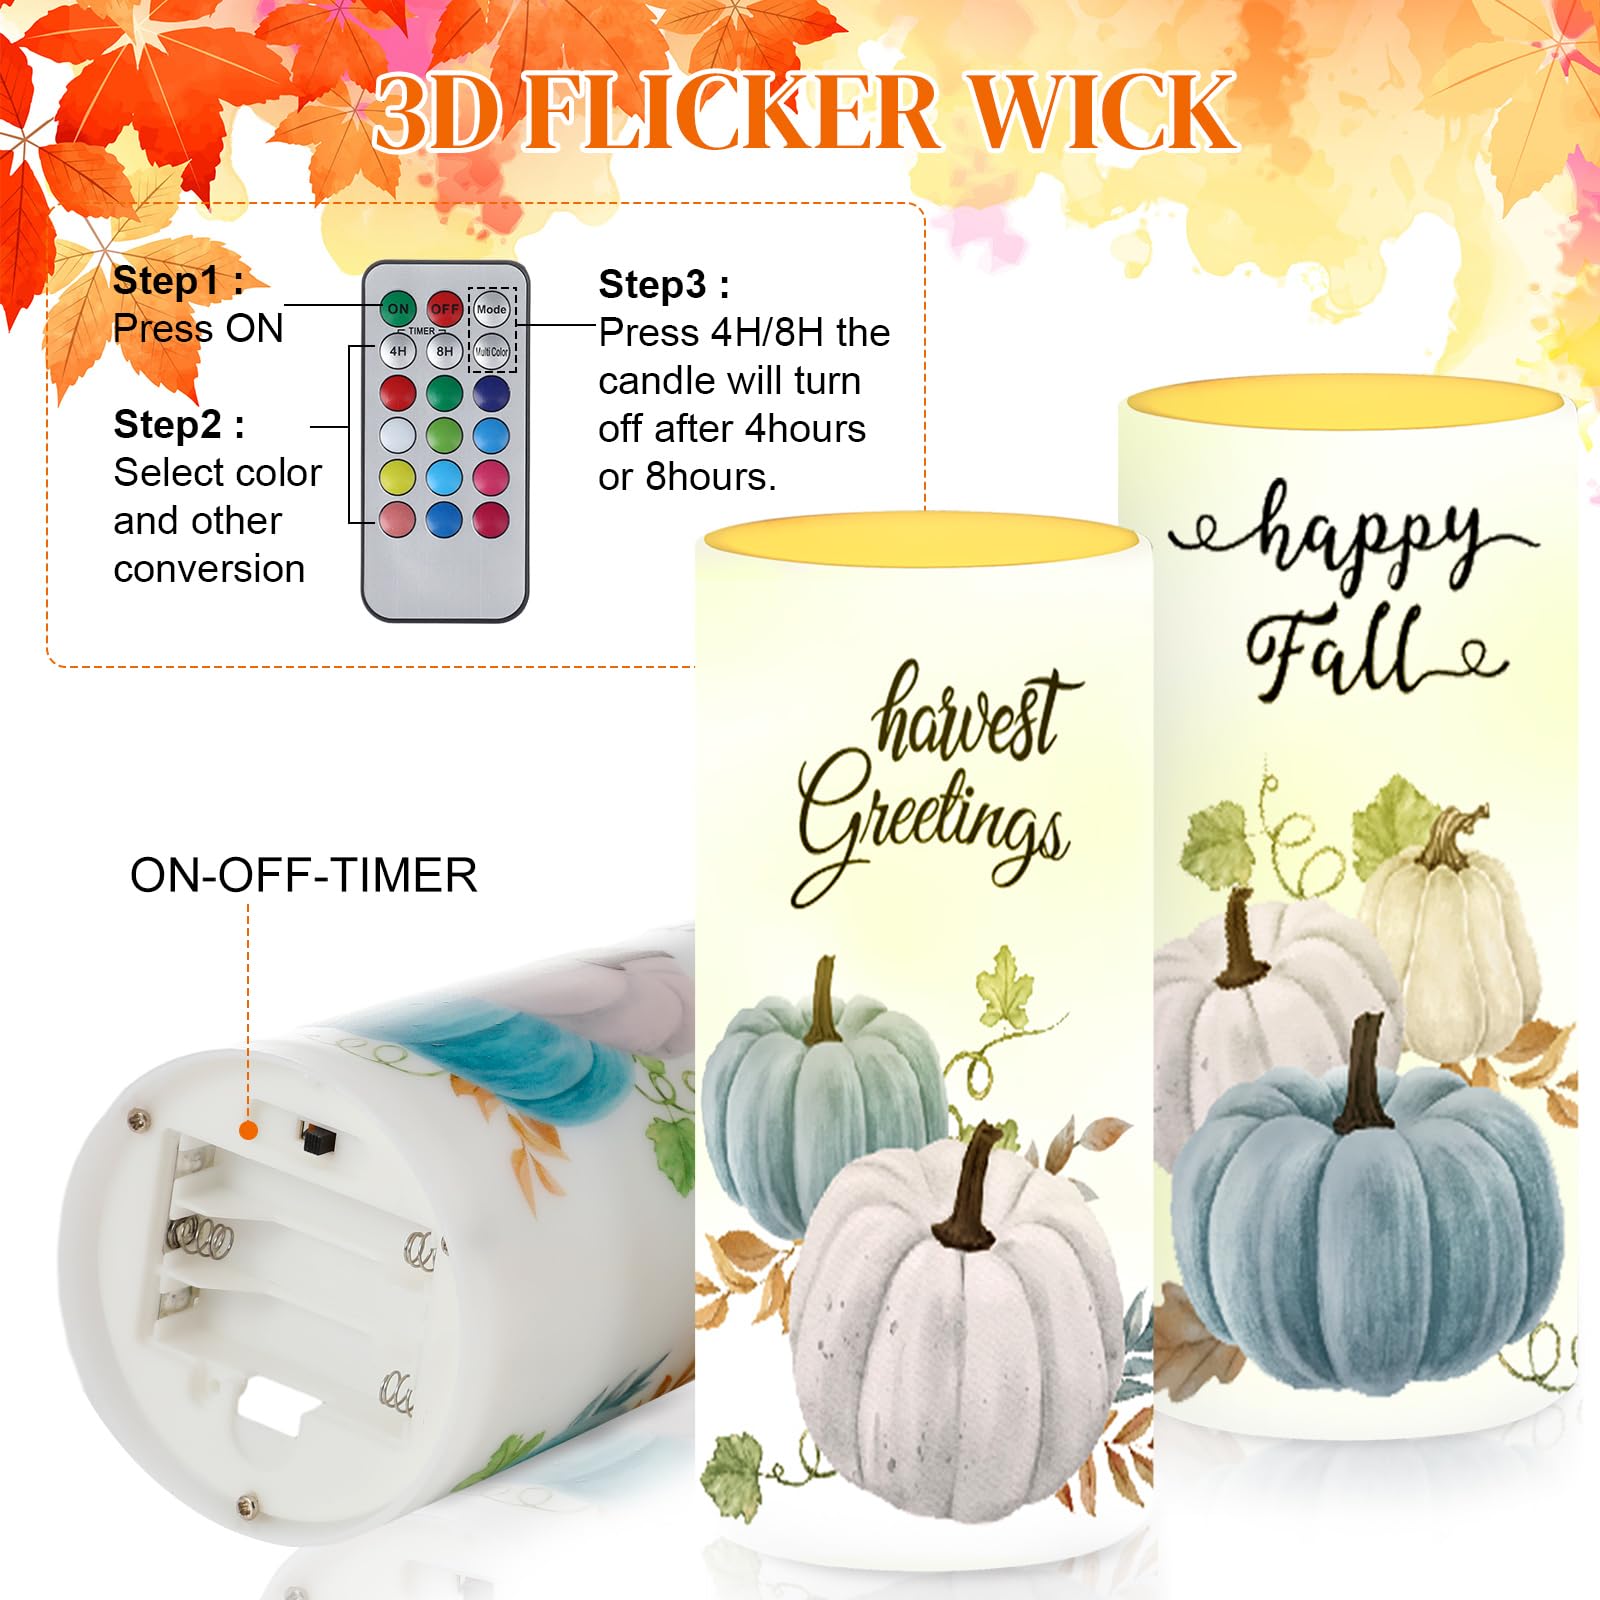 3D FLICKER WICK
Step1 :
Press ON
Step2 :
Select color
and other
conversion
ON OFF Mode
TIMER
4H 8H Multi Color
Step3 :
Press 4H/8H the
candle will turn
off after 4hours
or 8hours.
happy
Fall
harvest
Greetings
ON-OFF-TIMER